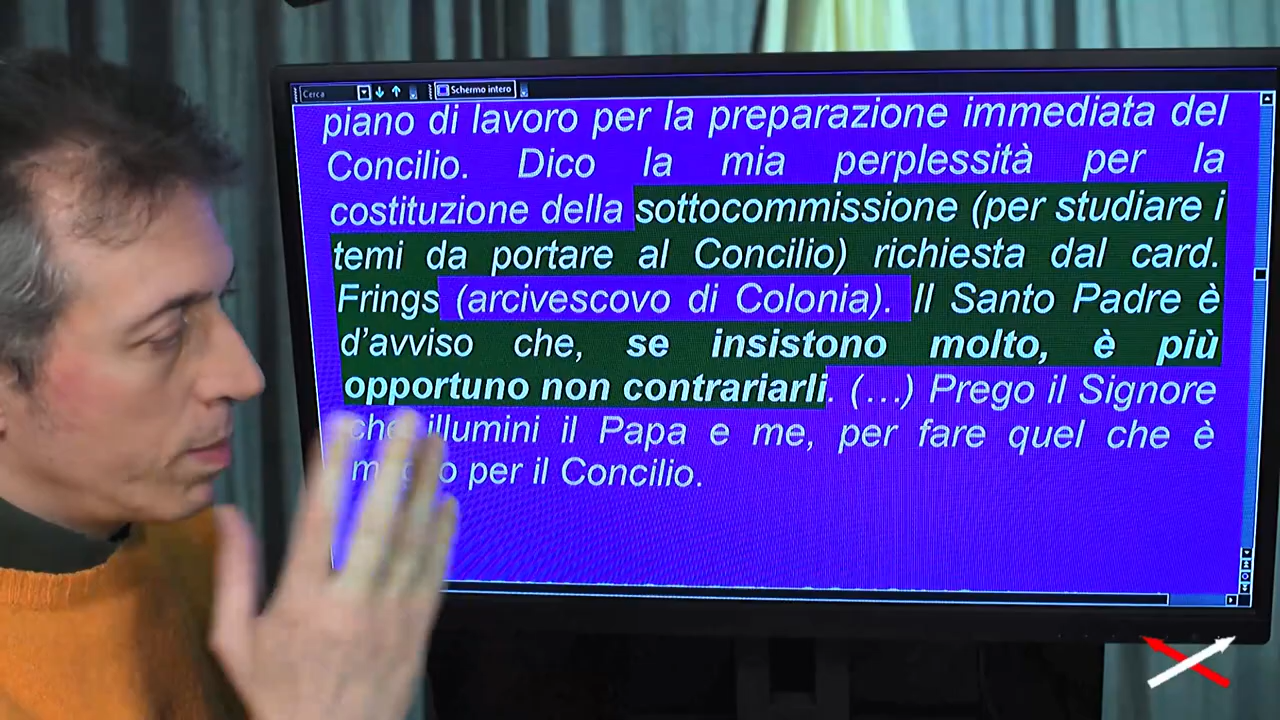 Cerca
Schermo intero
piano di lavoro per la preparazione immediata del
Concilio. Dico la mia perplessità per la
costituzione della sottocommissione (per studiare i
temi da portare al Concilio) richiesta dal card.
Frings (arcivescovo di Colonia). Il Santo Padre è
d’avviso che, se insistono molto, è più
opportuno non contrariarli. (…) Prego il Signore
che illumini il Papa e me, per fare quel che è
per il Concilio.